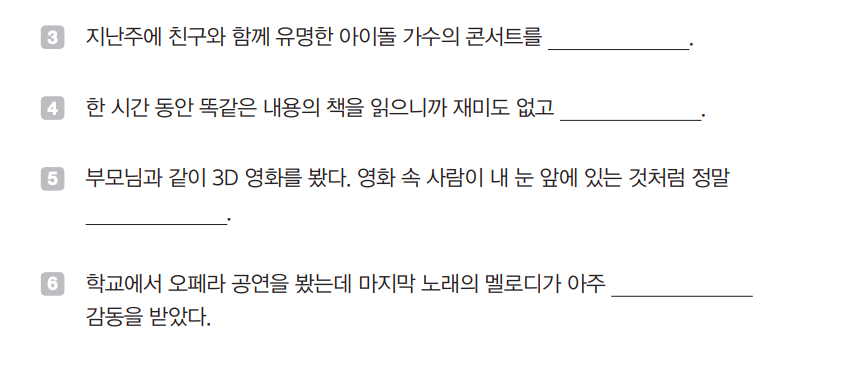 3 지난주에 친구와 함께 유명한 아이돌 가수의 콘서트를 ____________.
4 한 시간 동안 똑같은 내용의 책을 읽으니까 재미도 없고 ____________.
5 부모님과 같이 3D 영화를 봤다. 영화 속 사람이 내 눈 앞에 있는 것처럼 정말
____________.
6 학교에서 오페라 공연을 봤는데 마지막 노래의 멜로디가 아주 ____________
감동을 받았다.